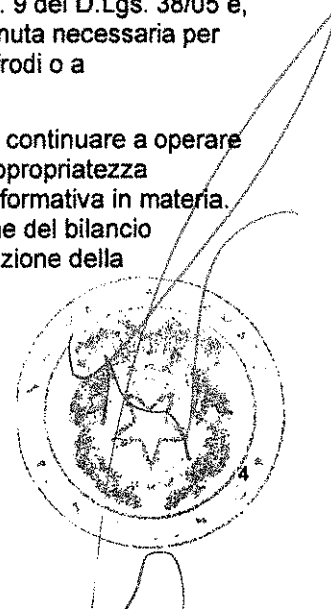 . 9 del D.Lgs. 38/05 e,
nuta necessaria per
frodi o a
continuare a operare
ppropriatezza
formativa in materia.
ne del bilancio
zione della
4